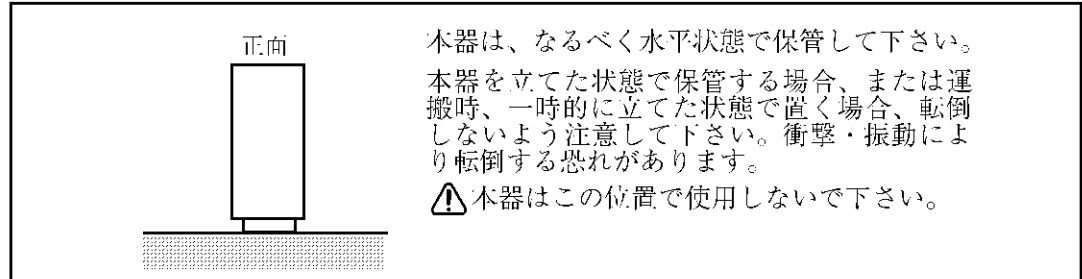 正面
本器は、なるべく水平状態で保管して下さい。
本器を立てた状態で保管する場合、または運
搬時、一時的に立てた状態で置く場合、転倒
しないよう注意して下さい。衝撃・振動によ
り転倒する恐れがあります。
本器はこの位置で使用しないで下さい。